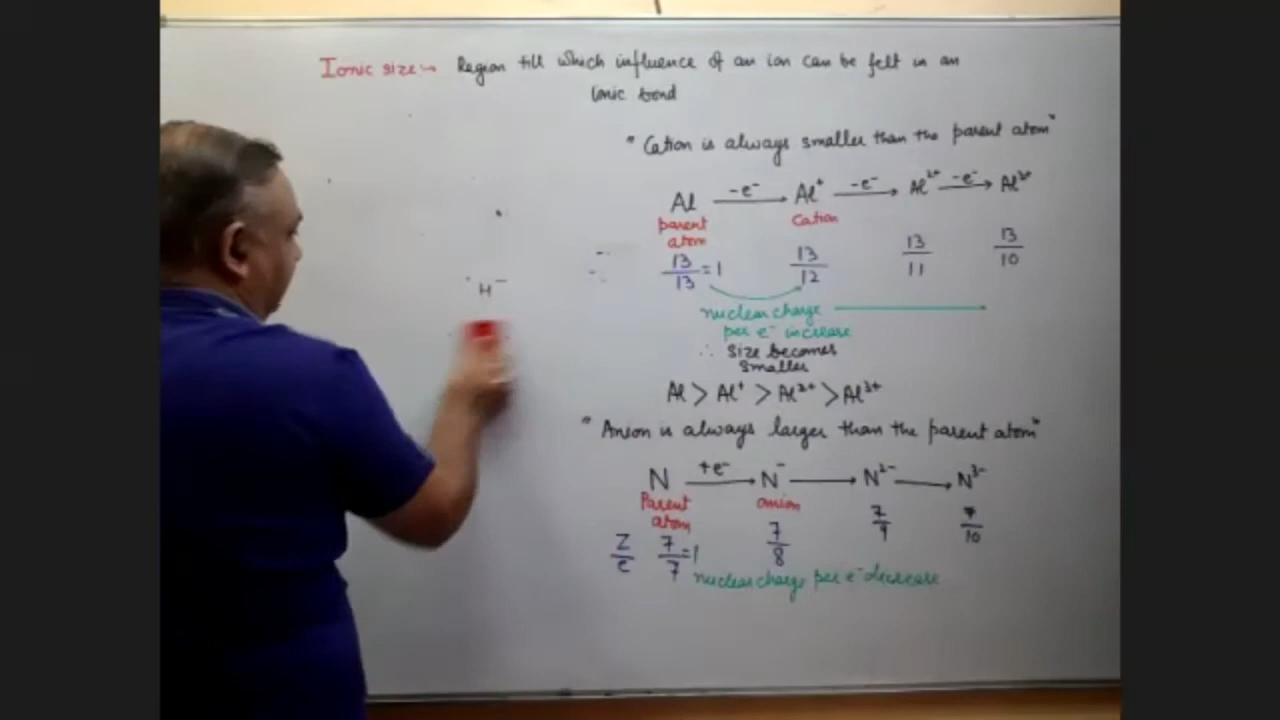 Ionic size:→ Region till which influence of an ion can be felt in an
Ionic bond
"Cation is always smaller than the parent atom"
Al —e⁻→ Al⁺ —e⁻→ Al²⁺ —e⁻→ Al³⁺
parent atom
Cation
13/13 = 1 13/12 13/11 13/10
H⁻
nuclear charge
per e⁻ increase
∴ Size becomes
smaller
Al > Al⁺ > Al²⁺ > Al³⁺
"Anion is always larger than the parent atom"
N +e⁻→ N⁻ → N²⁻ → N³⁻
Parent atom
anion
Z/e 7/7 = 1 7/8 7/9 7/10
nuclear charge per e⁻ decrease